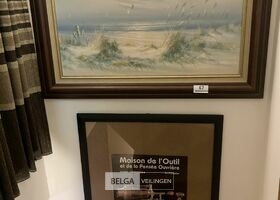 67
Maison de l'Outil
et de la Pensée Ouvrière
BELGA VEILINGEN